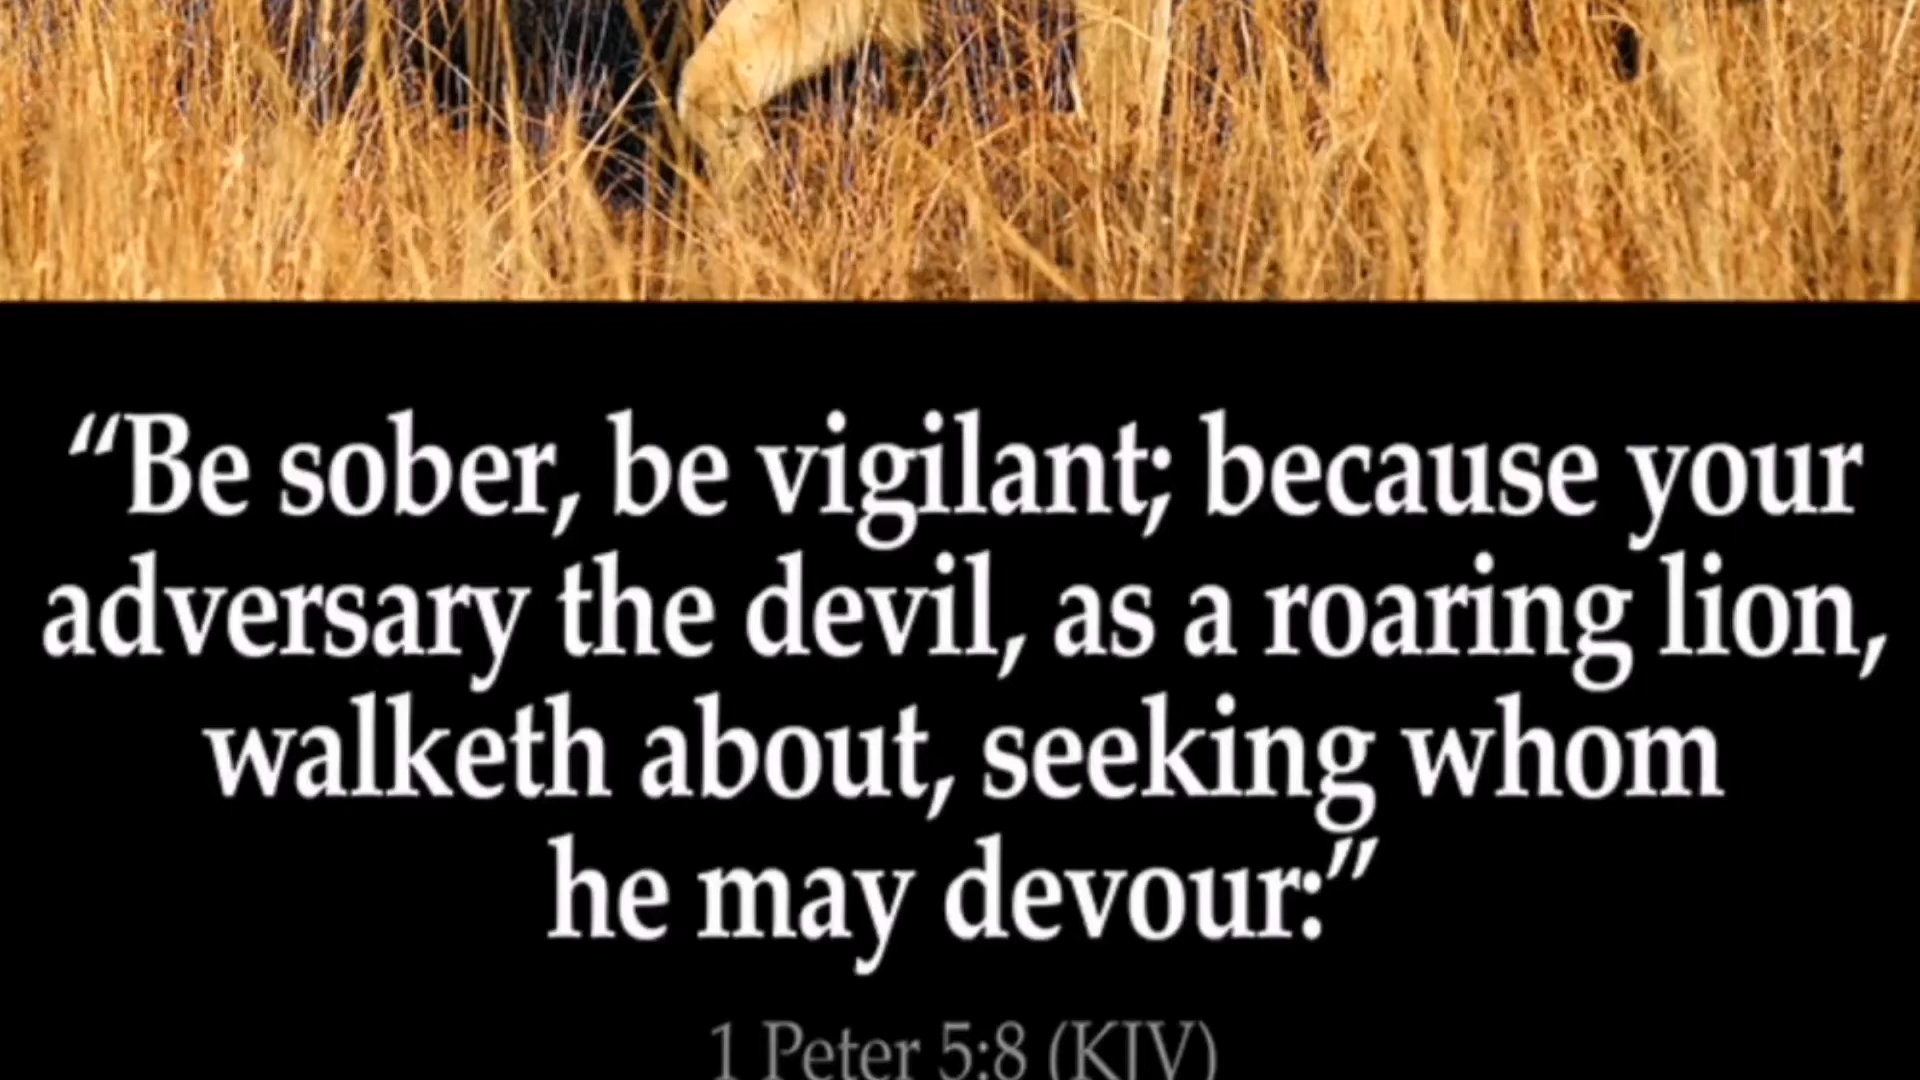 “Be sober, be vigilant; because your
adversary the devil, as a roaring lion,
walketh about, seeking whom
he may devour:”
1 Peter 5:8 (KJV)